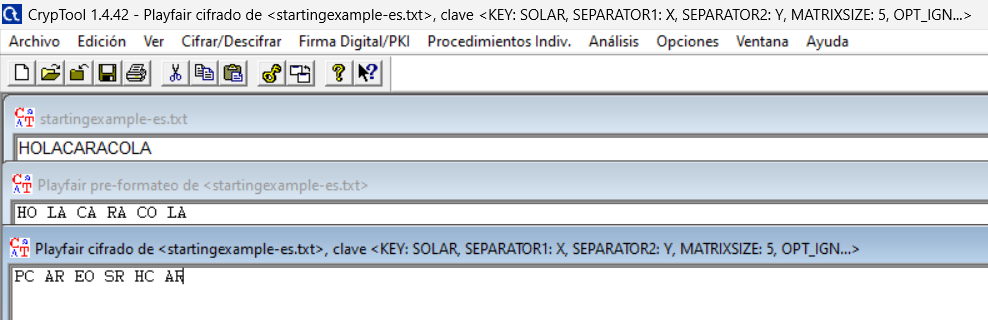 CrypTool 1.4.42 - Playfair cifrado de <startingexample-es.txt>, clave <KEY: SOLAR, SEPARATOR1: X, SEPARATOR2: Y, MATRIXSIZE: 5, OPT_IGN...>
Archivo Edición Ver Cifrar/Descifrar Firma Digital/PKI Procedimientos Indiv. Análisis Opciones Ventana Ayuda
startingexample-es.txt
HOLACARACOLA
Playfair pre-formateo de <startingexample-es.txt>
HO LA CA RA CO LA
Playfair cifrado de <startingexample-es.txt>, clave <KEY: SOLAR, SEPARATOR1: X, SEPARATOR2: Y, MATRIXSIZE: 5, OPT_IGN...>
PC AR EO SR HC AR